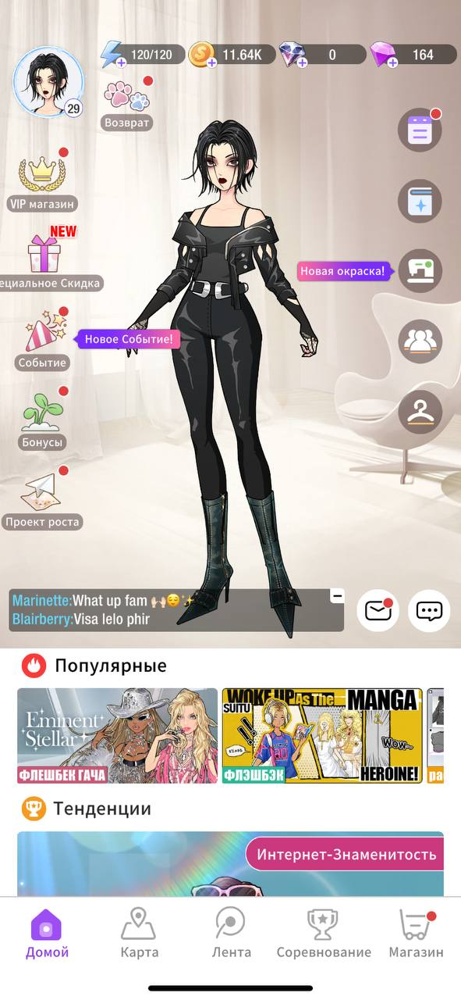 120/120
11.64K
0
164
29
Возврат
VIP магазин
NEW
ециальное Скидка
Новая окраска!
Новое Событие!
Событие
Бонусы
Проект роста
Marinette:What up fam 🙌🏻😌✨
Blairberry:Visa lelo phir
Популярные
Eminent
Stellar
ФЛЕШБЕК ГАЧА
WOKE UP As The MANGA
SUITU
Wow~
HEROINE!
ФЛЭШБЭК
ра
Тенденции
Интернет-Знаменитость
Домой
Карта
Лента
Соревнование
Магазин